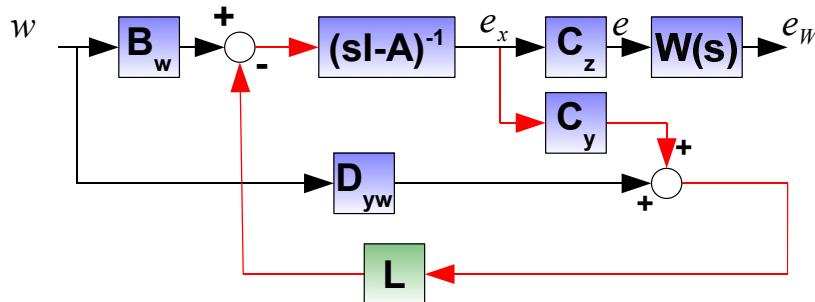 w B_w + - (sI-A)^-1 e_x C_z e W(s) e_W
C_y
+
D_yw +
L